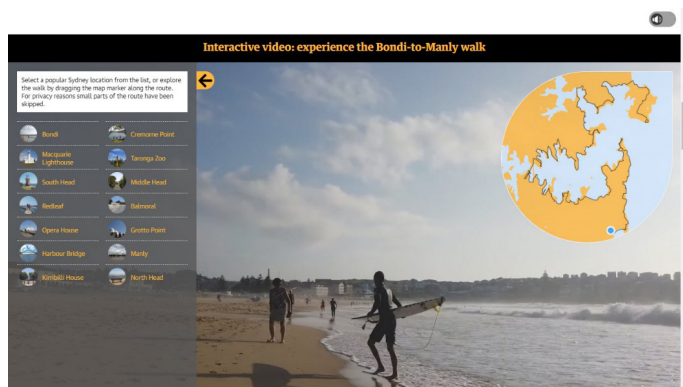 Interactive video: experience the Bondi-to-Manly walk
Select a popular Sydney location from the list, or explore
the walk by dragging the map marker along the route.
For privacy reasons small parts of the route have been
skipped.
Bondi
Cremorne Point
Macquarie
Lighthouse
Taronga Zoo
South Head
Middle Head
Redleaf
Balmoral
Opera House
Grotto Point
Harbour Bridge
Manly
Kirribilli House
North Head